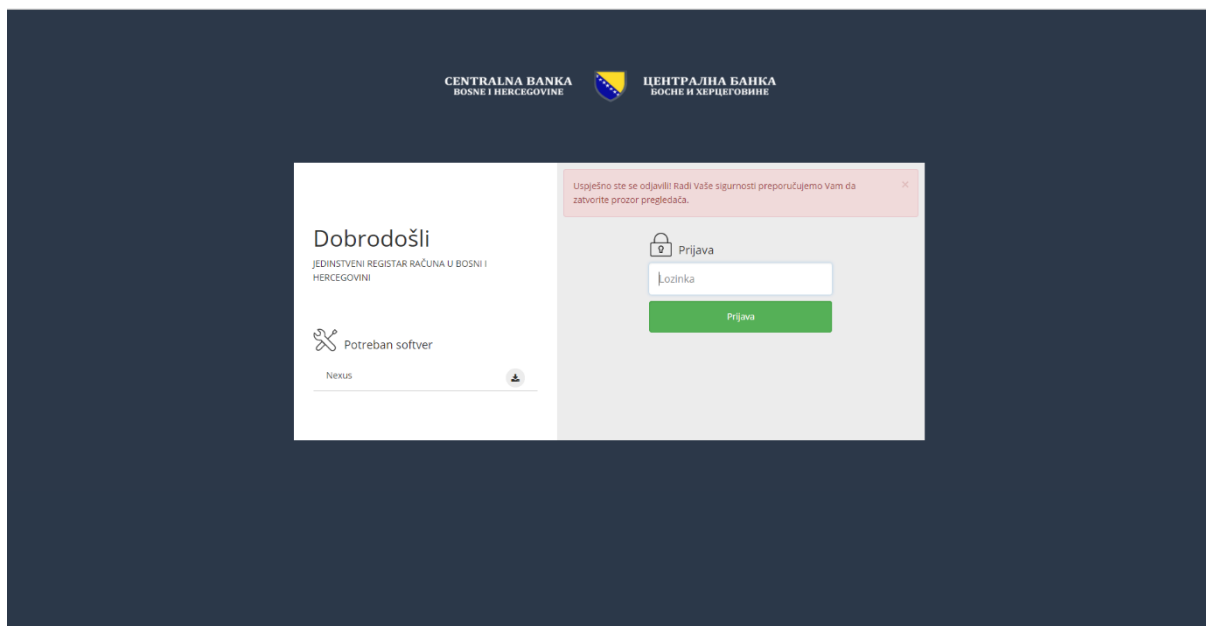 CENTRALNA BANKA
BOSNE I HERCEGOVINE
ЦЕНТРАЛНА БАНКА
БОСНЕ И ХЕРЦЕГОВИНЕ
Dobrodošli
JEDINSTVENI REGISTAR RAČUNA U BOSNI I
HERCEGOVINI
Potreban softver
Nexus
Uspješno ste se odjavili! Radi Vaše sigurnosti preporučujemo Vam da
zatvorite prozor pregledača.
×
Prijava
Lozinka
Prijava